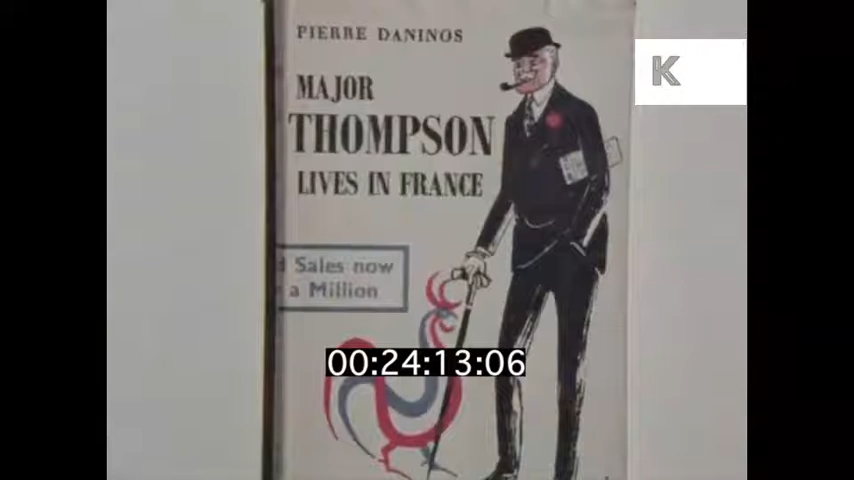 PIERRE DANINOS
K
MAJOR
THOMPSON
LIVES IN FRANCE
Sales now
a Million
00:24:13:06